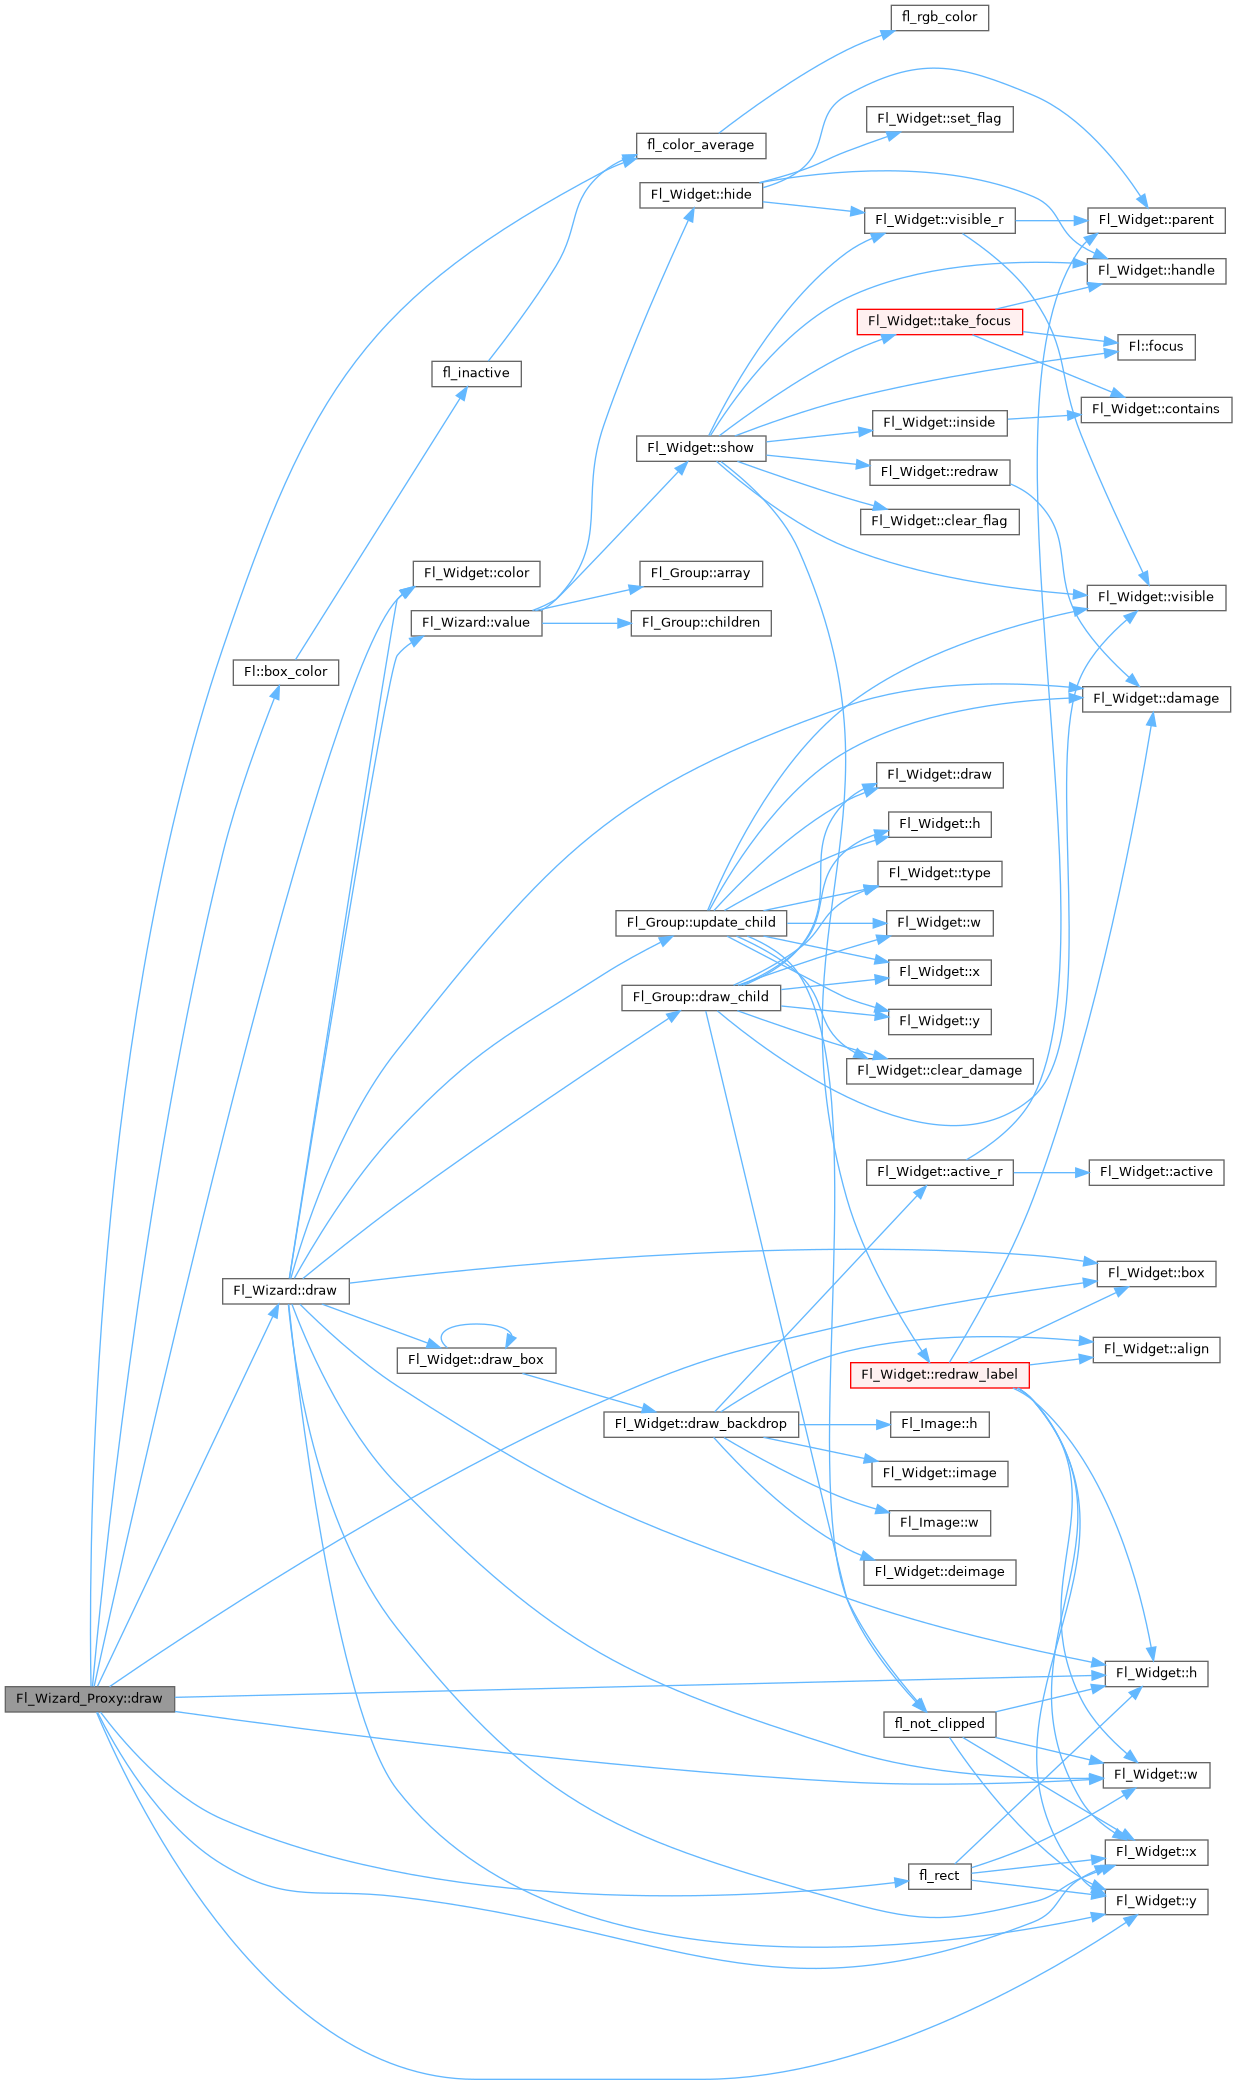 fl_rgb_color
Fl_Widget::set_flag
fl_color_average
Fl_Widget::hide
Fl_Widget::visible_r
Fl_Widget::parent
Fl_Widget::handle
Fl_Widget::take_focus
Fl::focus
fl_inactive
Fl_Widget::contains
Fl_Widget::inside
Fl_Widget::show
Fl_Widget::redraw
Fl_Widget::clear_flag
Fl_Widget::color
Fl_Group::array
Fl_Widget::visible
Fl_Wizard::value
Fl_Group::children
Fl::box_color
Fl_Widget::damage
Fl_Widget::draw
Fl_Widget::h
Fl_Widget::type
Fl_Group::update_child
Fl_Widget::w
Fl_Widget::x
Fl_Group::draw_child
Fl_Widget::y
Fl_Widget::clear_damage
Fl_Widget::active_r
Fl_Widget::active
Fl_Widget::box
Fl_Wizard::draw
Fl_Widget::align
Fl_Widget::draw_box
Fl_Widget::redraw_label
Fl_Widget::draw_backdrop
Fl_Image::h
Fl_Widget::image
Fl_Image::w
Fl_Widget::deimage
Fl_Widget::h
Fl_Wizard_Proxy::draw
fl_not_clipped
Fl_Widget::w
Fl_Widget::x
fl_rect
Fl_Widget::y